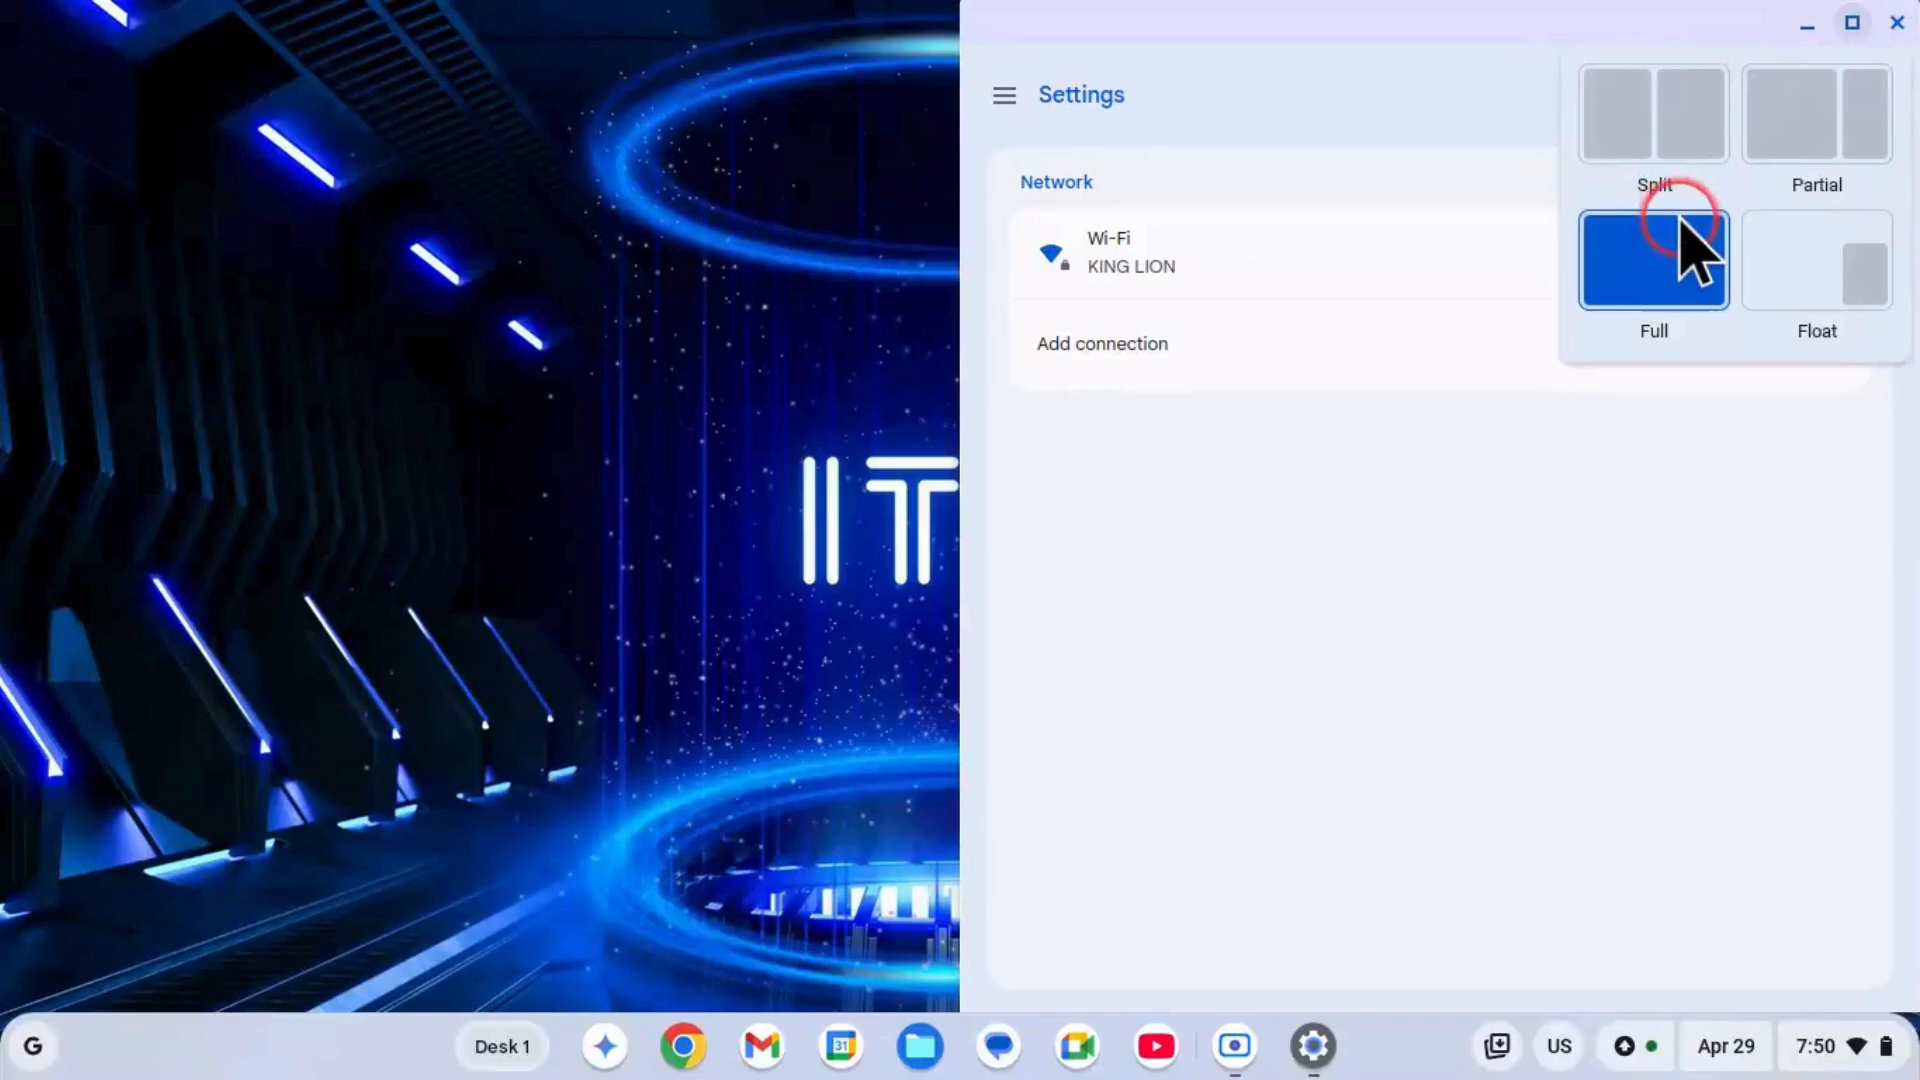 Settings
Split
Partial
Network
Wi-Fi
KING LION
Full
Float
Add connection
IT
G
Desk 1
31
US
Apr 29
7:50